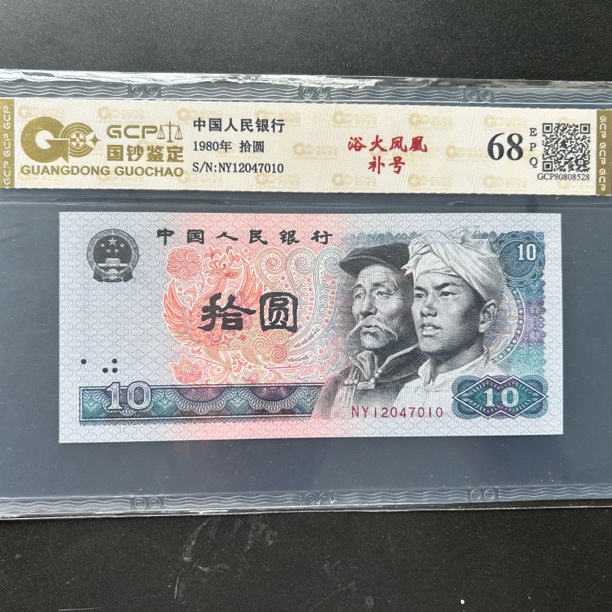 GCP
国钞鉴定
GUANGDONG GUOCHAO
中国人民银行
1980年 拾圆
S/N:NY12047010
浴火凤凰
补号
68
EPQ
GCP80808528
中国人民银行
10
拾圆
10
NY12047010
10